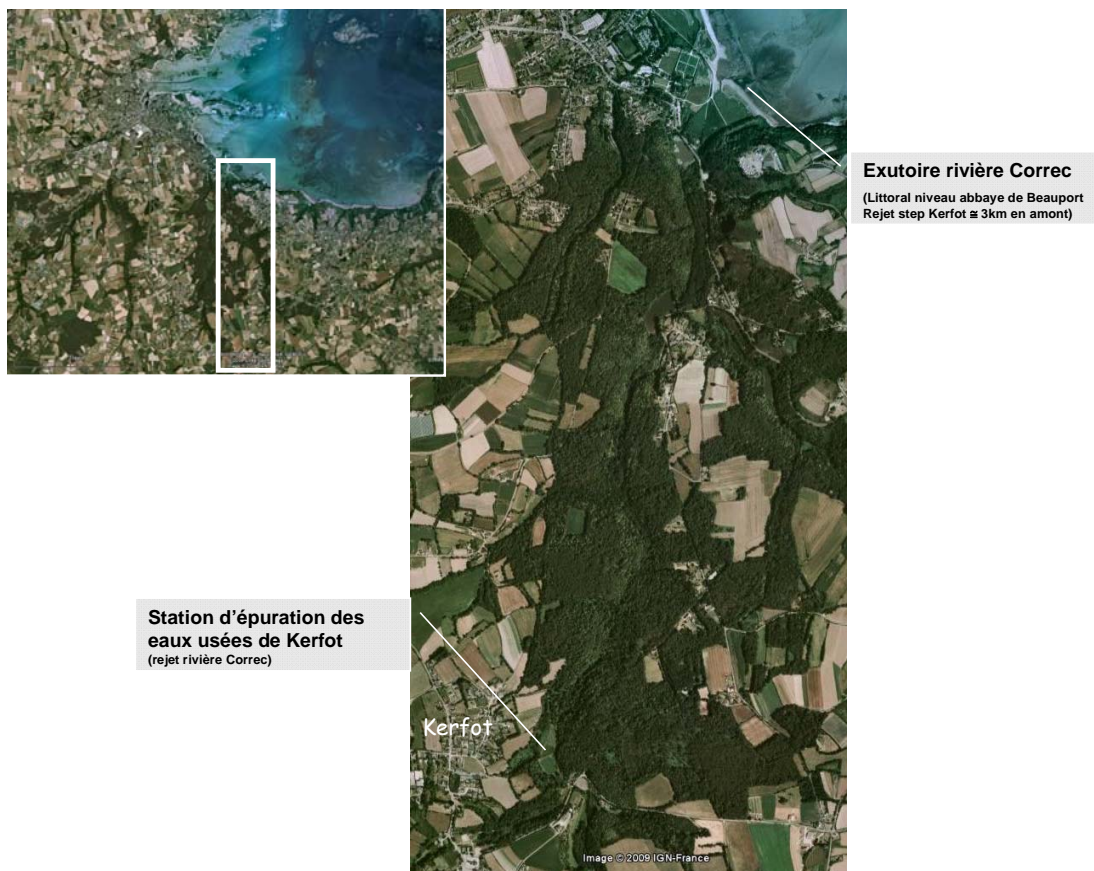 Exutoire rivière Correc
(Littoral niveau abbaye de Beauport
Rejet step Kerfot ≅ 3km en amont)
Station d'épuration des
eaux usées de Kerfot
(rejet rivière Correc)
Kerfot
Image © 2009 IGN-France